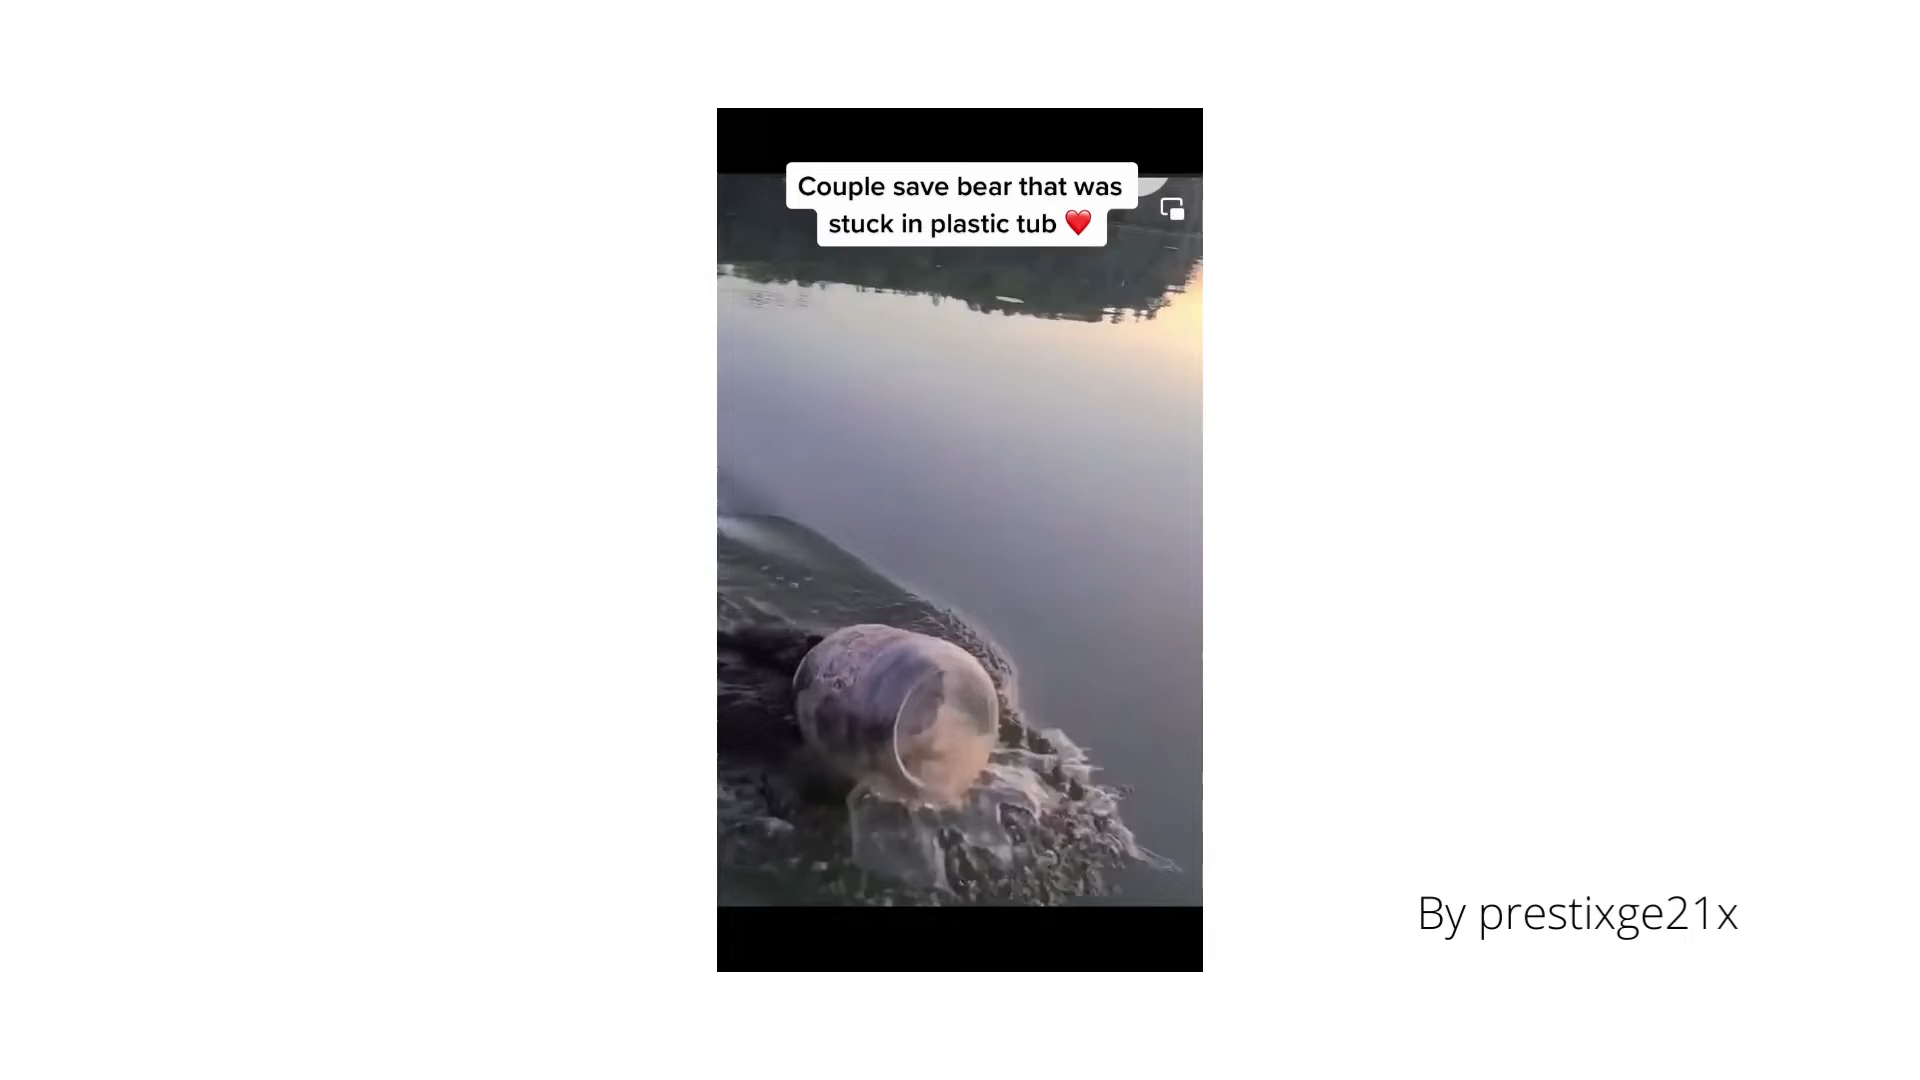 Couple save bear that was
stuck in plastic tub ❤️
By prestixge21x